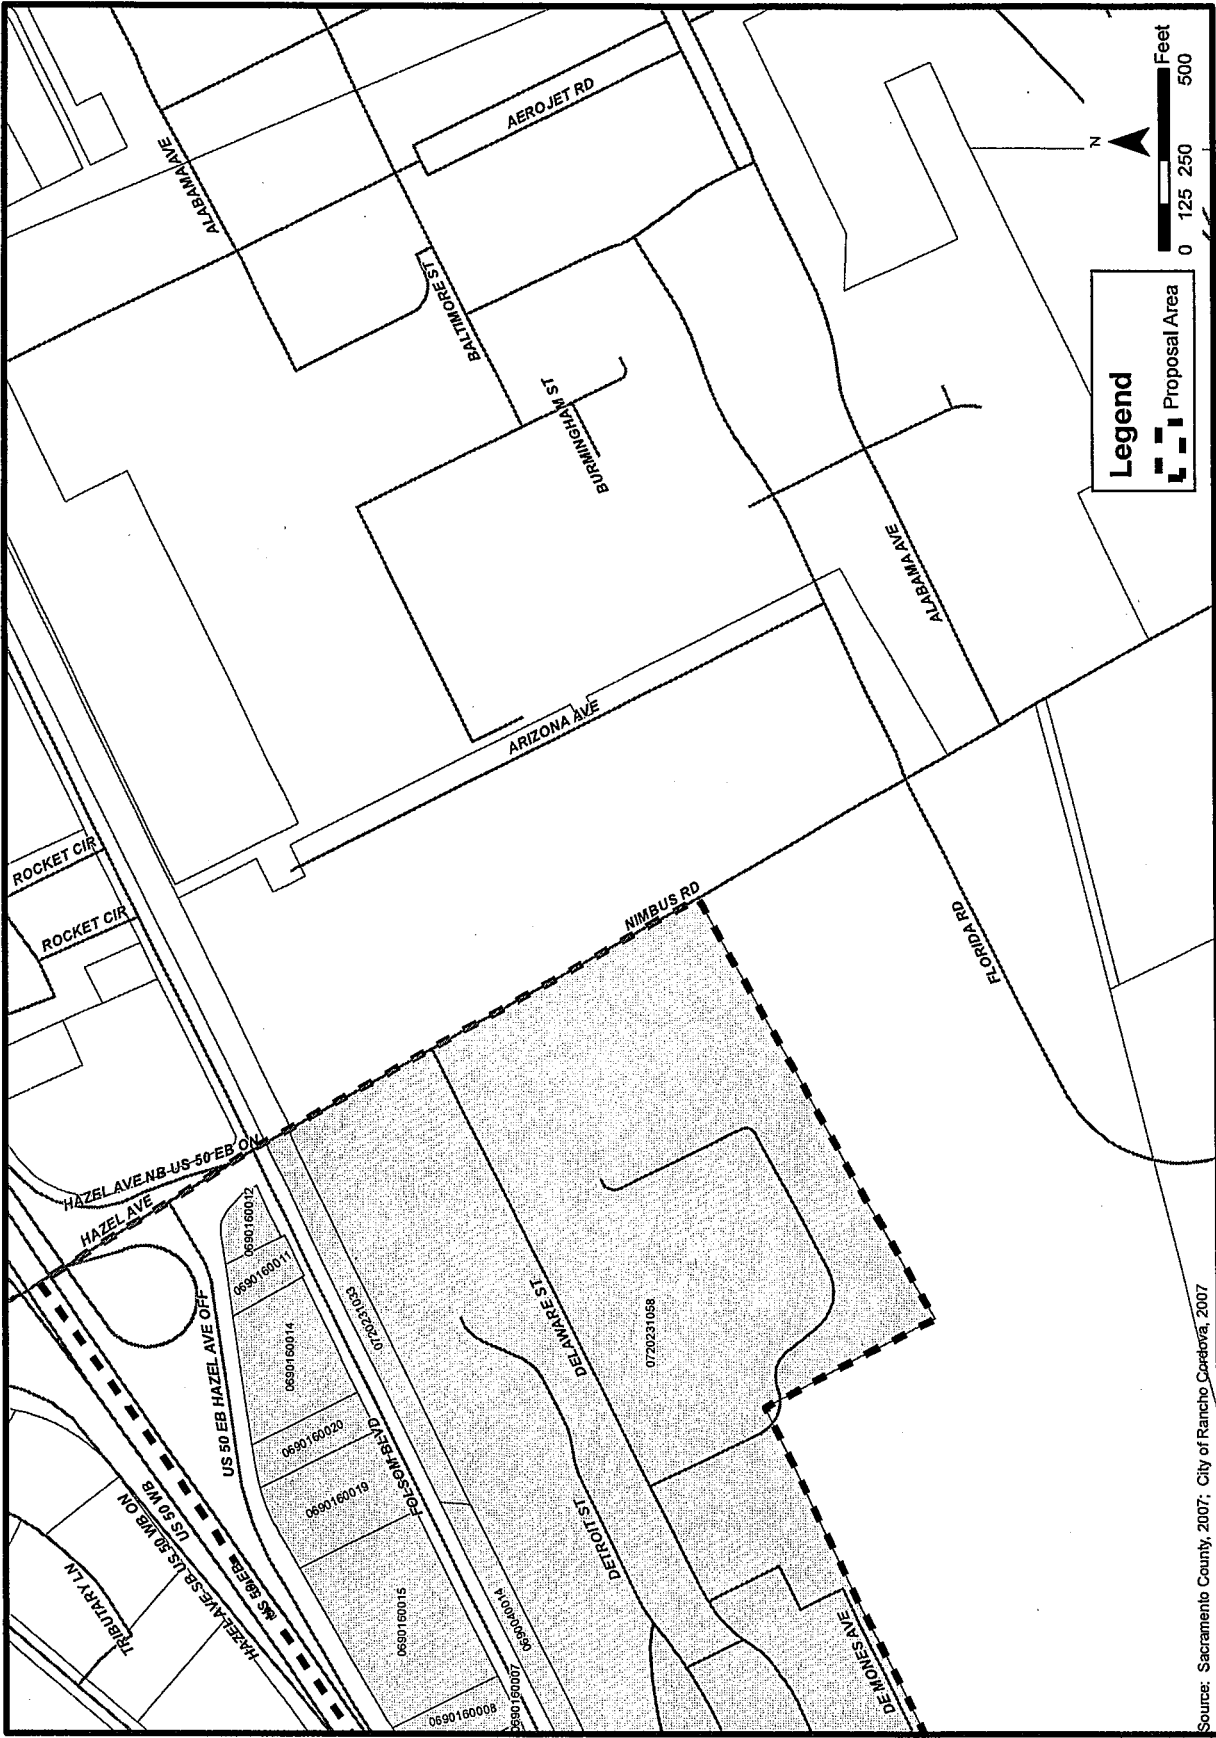 ALABAMA AVE
AEROJET RD
BALTIMORE ST
BURMINGHAM ST
ALABAMA AVE
ARIZONA AVE
ROCKET CIR
ROCKET CIR
NIMBUS RD
FLORIDA RD
HAZEL AVE NB US 50 EB ON
HAZEL AVE
US 50 EB HAZEL AVE OFF
0690160012
0690160011
0690160014
0720231033
0690160020
0690160019
FOLSOM BLVD
DELAWARE ST
0720231058
DETROIT ST
US 50 WB
HAZEL AVE SB US 50 WB ON
TRIBUTARY LN
0690160015
0690040014
0690160008
0690160007
DE MONES AVE
N
Feet
0 125 250 500
Legend
Proposal Area
Source: Sacramento County, 2007; City of Rancho Cordova, 2007